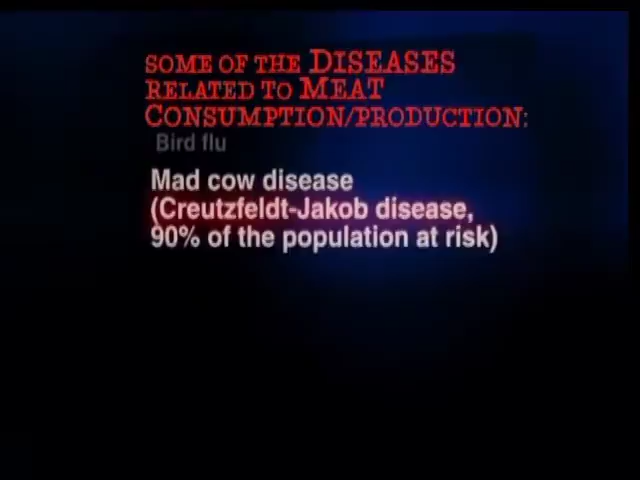 SOME OF THE DISEASES
RELATED TO MEAT
CONSUMPTION/PRODUCTION:
Bird flu
Mad cow disease
(Creutzfeldt-Jakob disease,
90% of the population at risk)